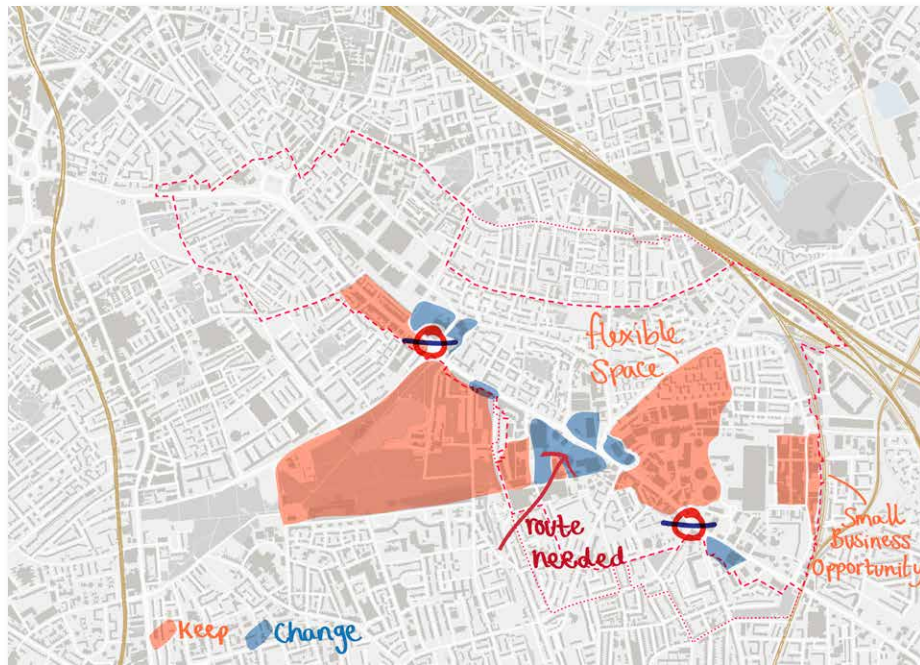 flexible
Space
route
needed
Small
Business
Opportunity
Keep
Change